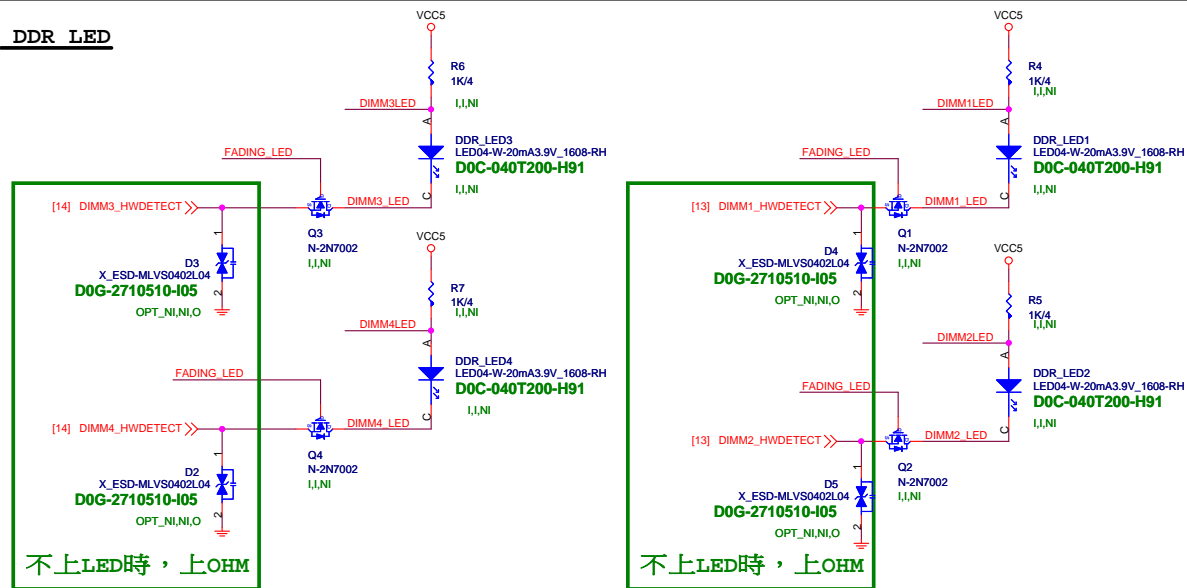 DDR LED
VCC5
R6
1K/4
I,I,NI
DIMM3LED
A
DDR_LED3
LED04-W-20mA3.9V_1608-RH
D0C-040T200-H91
I,I,NI
C
FADING_LED
[14] DIMM3_HWDETECT
DIMM3_LED
Q3
N-2N7002
I,I,NI
1
D3
X_ESD-MLVS0402L04
D0G-2710510-I05
2
OPT_NI,NI,O
VCC5
R7
1K/4
I,I,NI
DIMM4LED
A
DDR_LED4
LED04-W-20mA3.9V_1608-RH
D0C-040T200-H91
I,I,NI
C
FADING_LED
[14] DIMM4_HWDETECT
DIMM4_LED
Q4
N-2N7002
I,I,NI
1
D2
X_ESD-MLVS0402L04
D0G-2710510-I05
2
OPT_NI,NI,O
不上LED時，上OHM
VCC5
R4
1K/4
I,I,NI
DIMM1LED
A
DDR_LED1
LED04-W-20mA3.9V_1608-RH
D0C-040T200-H91
I,I,NI
C
FADING_LED
[13] DIMM1_HWDETECT
DIMM1_LED
Q1
N-2N7002
I,I,NI
1
D4
X_ESD-MLVS0402L04
D0G-2710510-I05
2
OPT_NI,NI,O
VCC5
R5
1K/4
I,I,NI
DIMM2LED
A
DDR_LED2
LED04-W-20mA3.9V_1608-RH
D0C-040T200-H91
I,I,NI
C
FADING_LED
[13] DIMM2_HWDETECT
DIMM2_LED
Q2
N-2N7002
I,I,NI
1
D5
X_ESD-MLVS0402L04
D0G-2710510-I05
2
OPT_NI,NI,O
不上LED時，上OHM